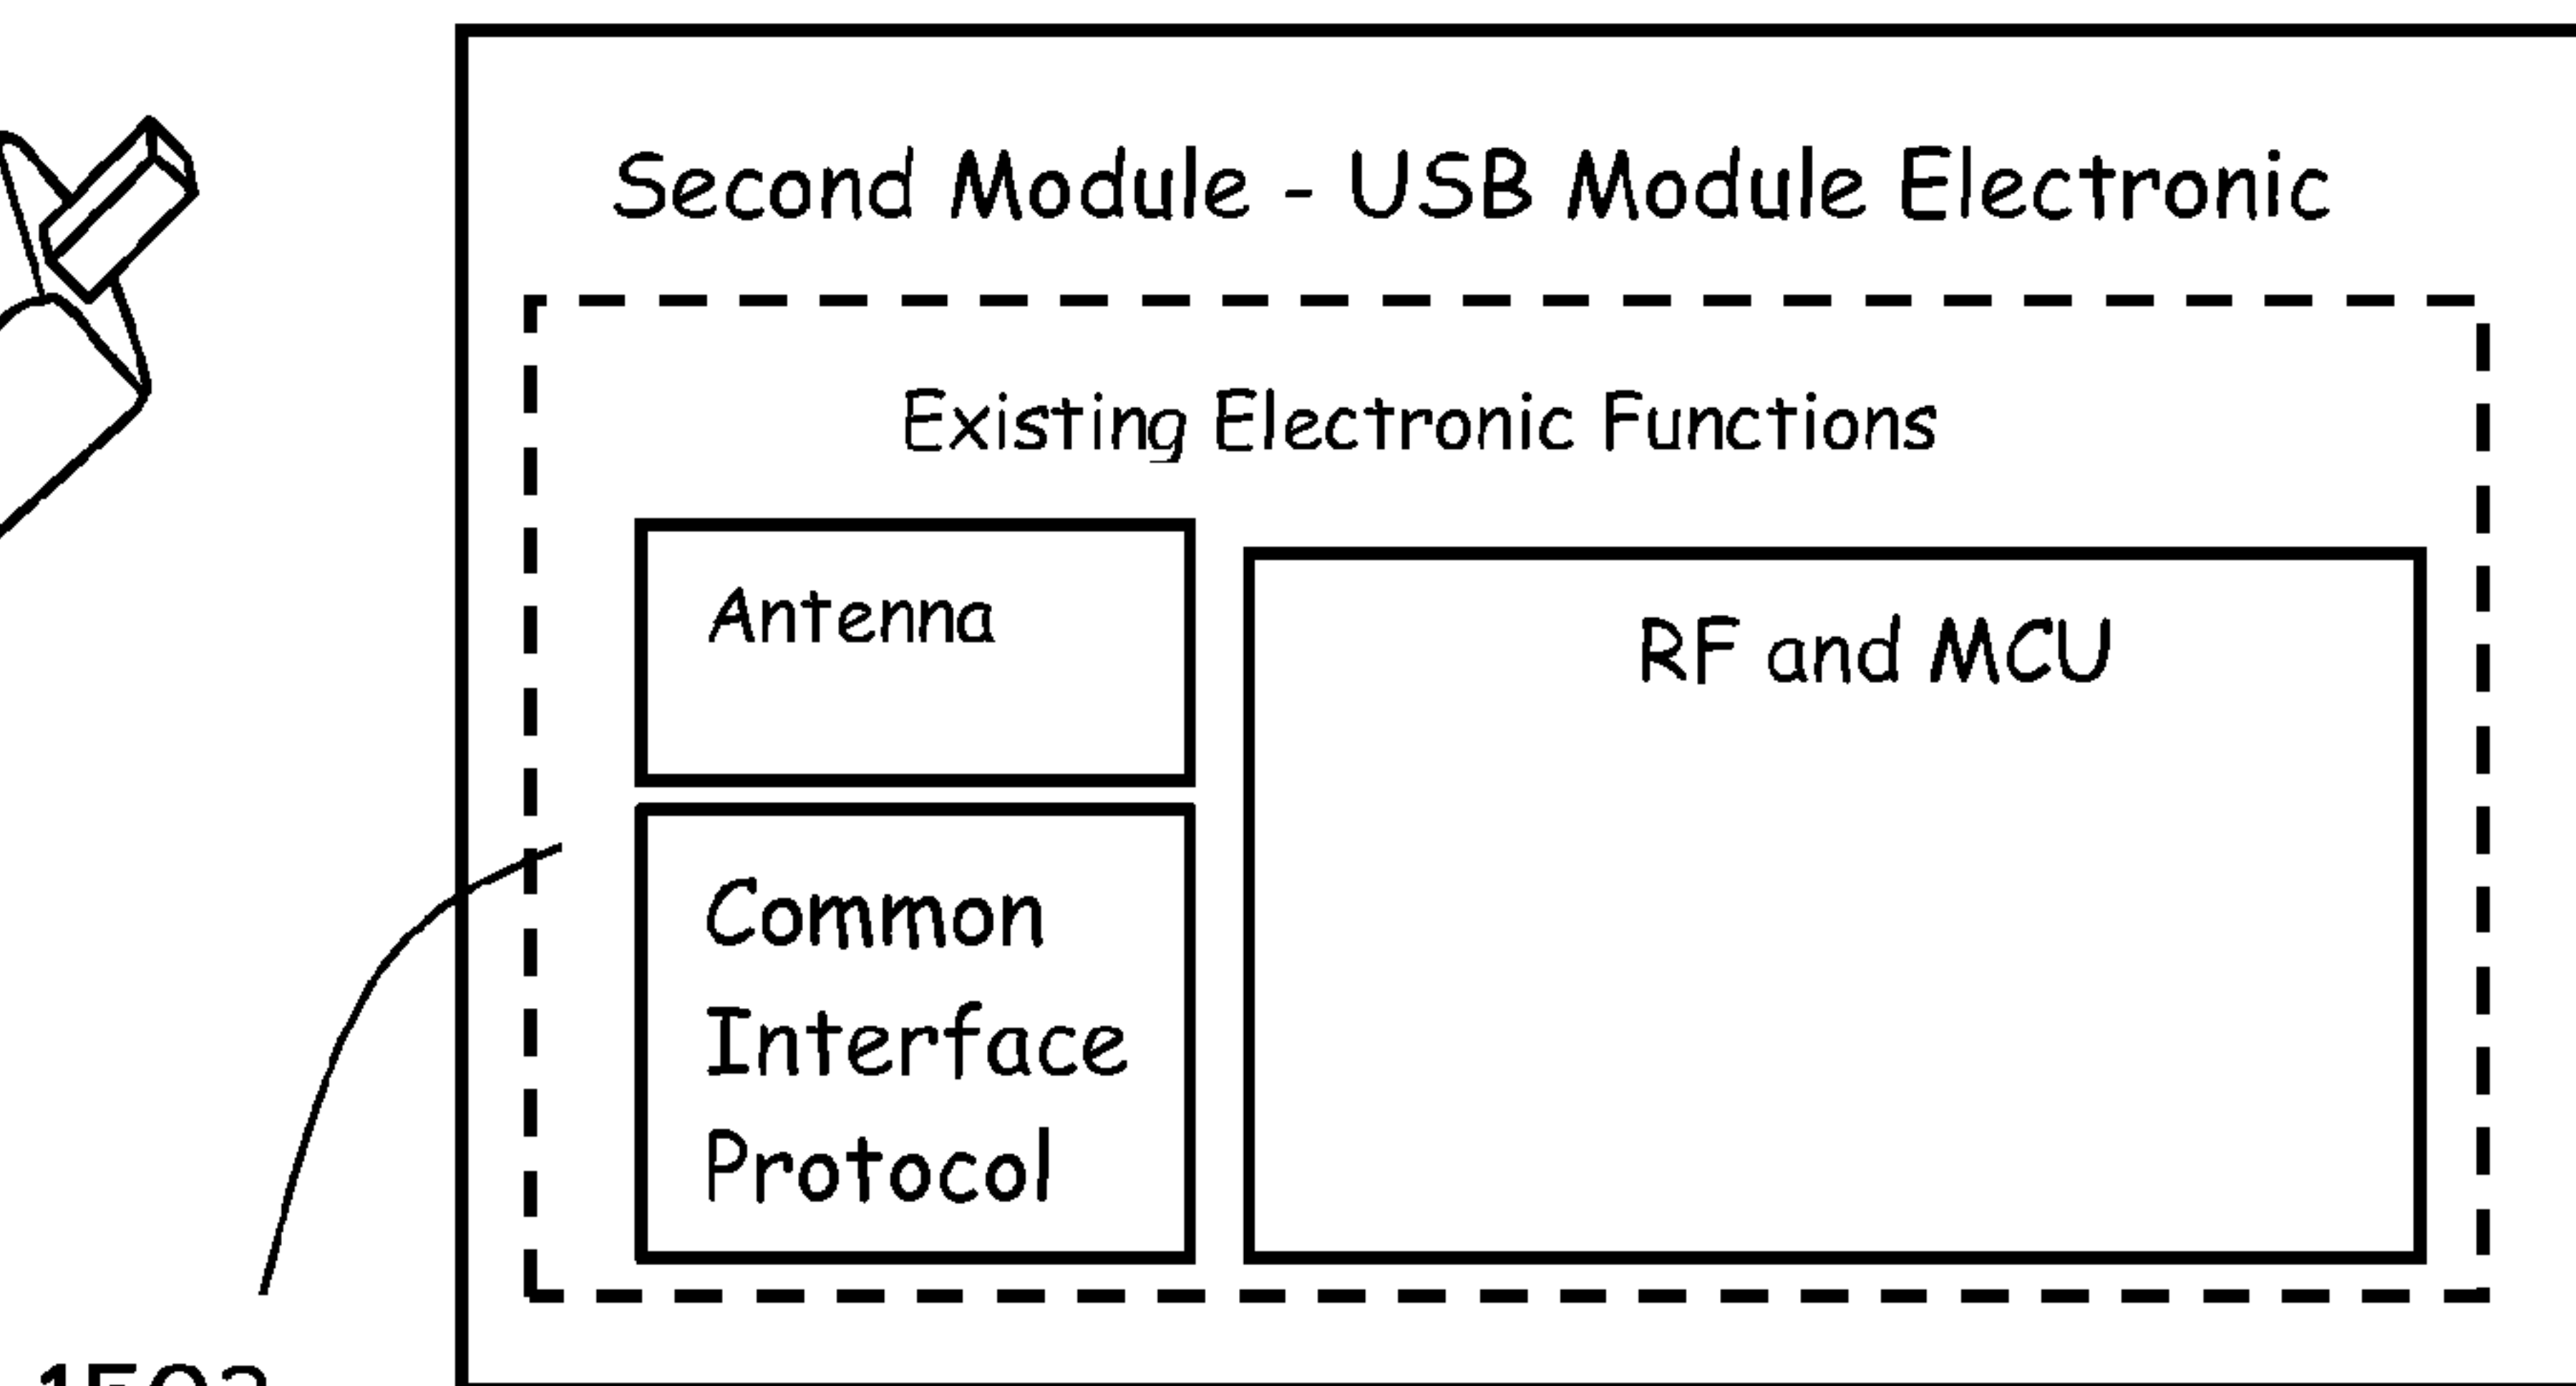 Second Module - USB Module Electronic
Existing Electronic Functions
Antenna
RF and MCU
Common
Interface
Protocol